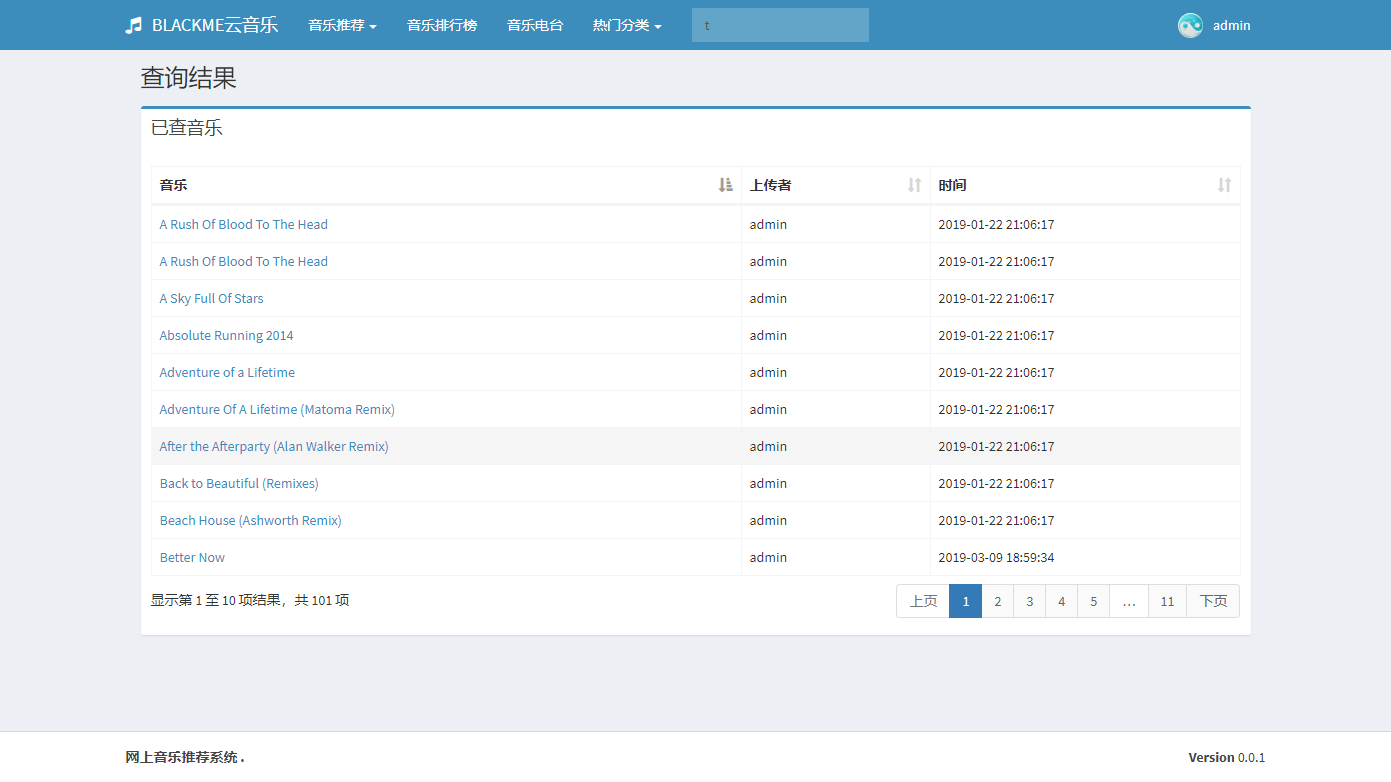 BLACKME云音乐 音乐推荐 音乐排行榜 音乐电台 热门分类 t admin
查询结果
已查音乐
音乐 上传者 时间
A Rush Of Blood To The Head admin 2019-01-22 21:06:17
A Rush Of Blood To The Head admin 2019-01-22 21:06:17
A Sky Full Of Stars admin 2019-01-22 21:06:17
Absolute Running 2014 admin 2019-01-22 21:06:17
Adventure of a Lifetime admin 2019-01-22 21:06:17
Adventure Of A Lifetime (Matoma Remix) admin 2019-01-22 21:06:17
After the Afterparty (Alan Walker Remix) admin 2019-01-22 21:06:17
Back to Beautiful (Remixes) admin 2019-01-22 21:06:17
Beach House (Ashworth Remix) admin 2019-01-22 21:06:17
Better Now admin 2019-03-09 18:59:34
显示第 1 至 10 项结果，共 101 项 上页 1 2 3 4 5 … 11 下页
网上音乐推荐系统 . Version 0.0.1